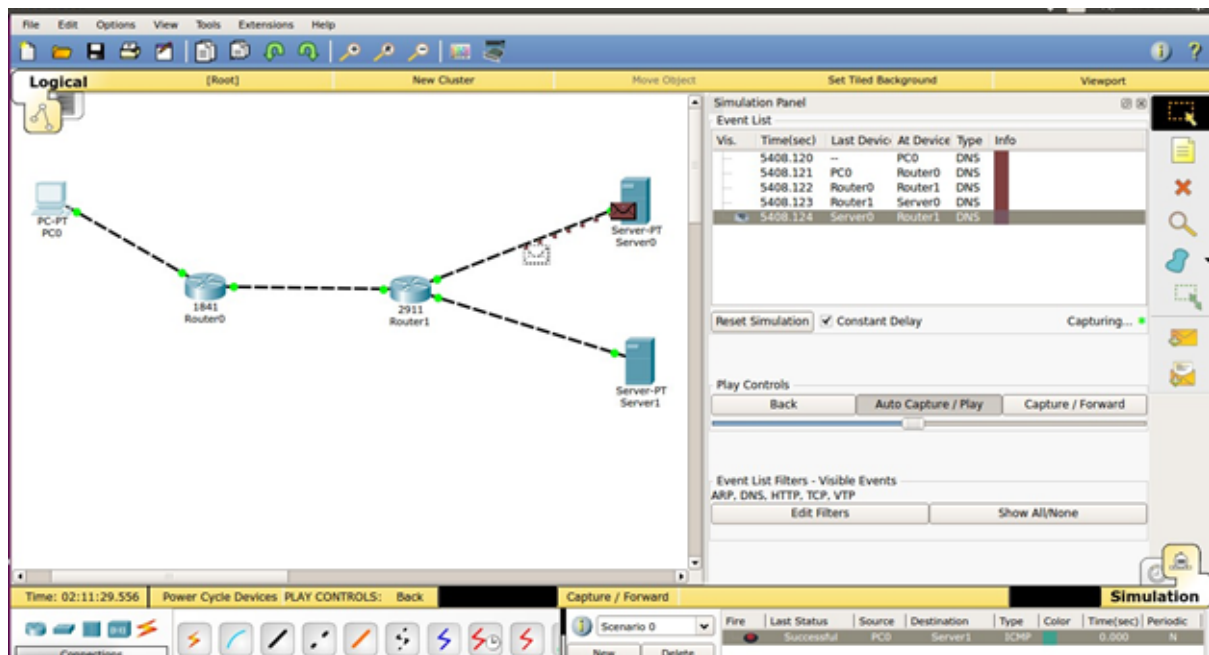 File Edit Options View Tools Extensions Help
Logical [Root] New Cluster Move Object Set Tiled Background Viewport
PC-PT
PC0
1841
Router0
2911
Router1
Server-PT
Server0
Server-PT
Server1
Simulation Panel
Event List
Vis. Time(sec) Last Devic At Device Type Info
5408.120 -- PC0 DNS
5408.121 PC0 Router0 DNS
5408.122 Router0 Router1 DNS
5408.123 Router1 Server0 DNS
5408.124 Server0 Router1 DNS
Reset Simulation Constant Delay Capturing...
Play Controls
Back Auto Capture / Play Capture / Forward
Event List Filters - Visible Events
ARP, DNS, HTTP, TCP, VTP
Edit Filters Show All/None
Time: 02:11:29.556 Power Cycle Devices PLAY CONTROLS: Back Capture / Forward Simulation
Connections
Scenario 0
New Delete
Fire Last Status Source Destination Type Color Time(sec) Periodic
Successful PC0 Server1 ICMP 0.000 N